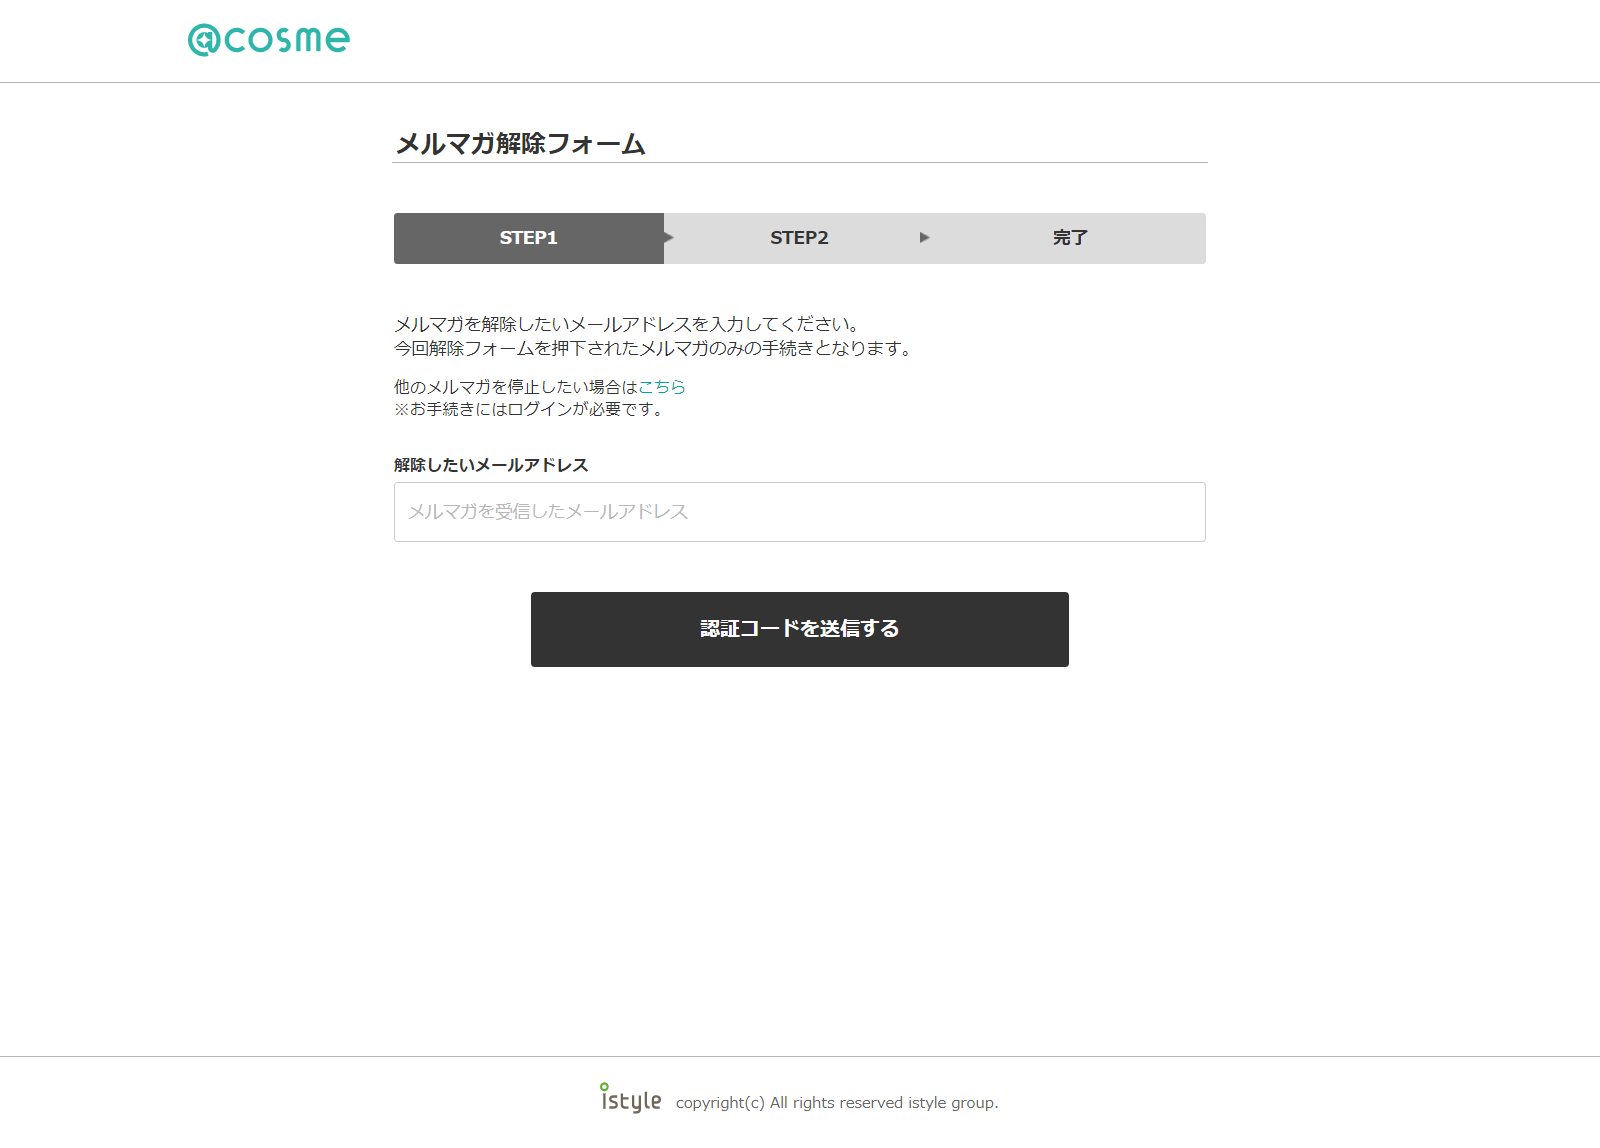 @cosme
メルマガ解除フォーム
STEP1
STEP2
完了
メルマガを解除したいメールアドレスを入力してください。
今回解除フォームを押下されたメルマガのみの手続きとなります。
他のメルマガを停止したい場合はこちら
※お手続きにはログインが必要です。
解除したいメールアドレス
メルマガを受信したメールアドレス
認証コードを送信する
istyle copyright(c) All rights reserved istyle group.